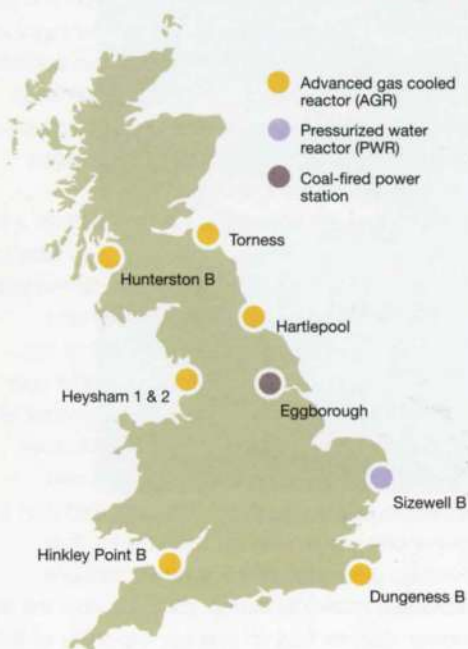 Advanced gas cooled
reactor (AGR)
Pressurized water
reactor (PWR)
Coal-fired power
station
Torness
Hunterston B
Hartlepool
Heysham 1 & 2
Eggborough
Sizewell B
Hinkley Point B
Dungeness B